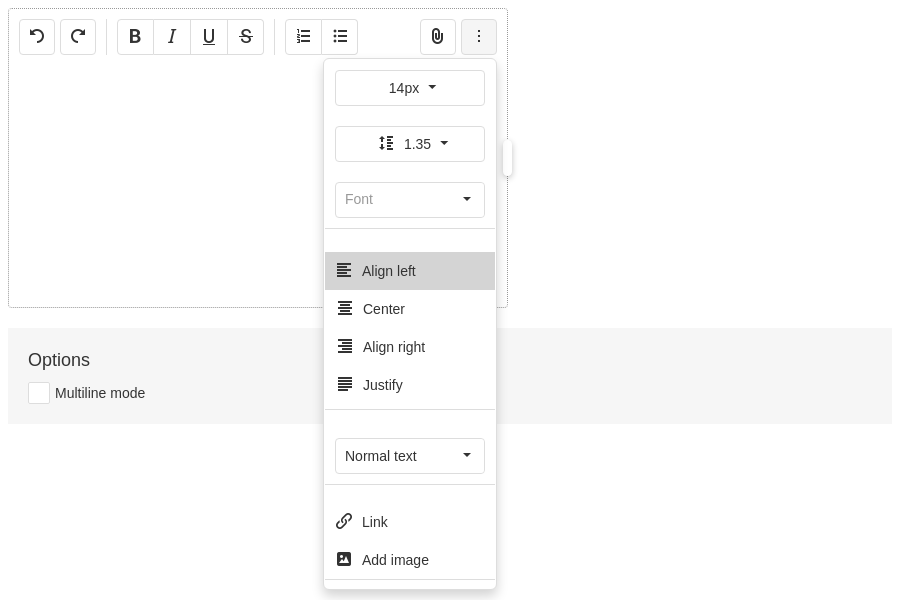 B I U S
14px
1.35
Font
Align left
Center
Align right
Justify
Options
Multiline mode
Normal text
Link
Add image